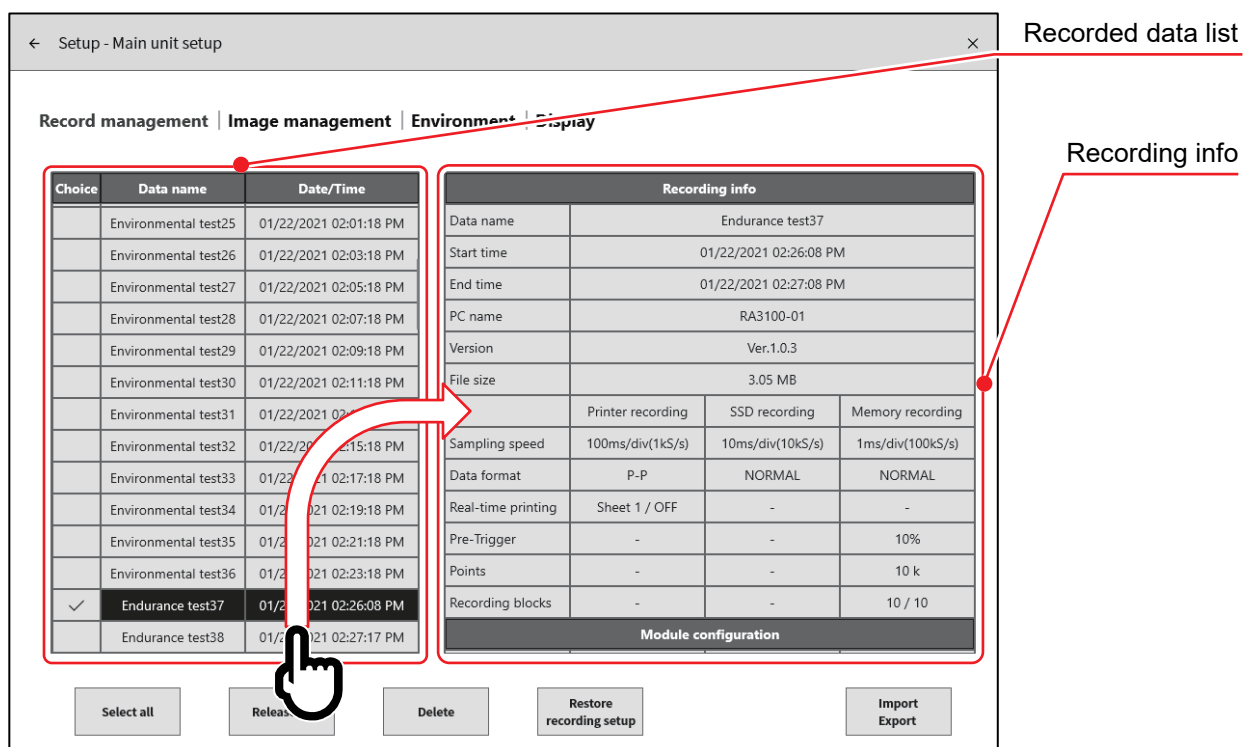 ← Setup - Main unit setup ×
Recorded data list
Recording info
Record management | Image management | Environment | Display
Choice Data name Date/Time
Environmental test25 01/22/2021 02:01:18 PM
Environmental test26 01/22/2021 02:03:18 PM
Environmental test27 01/22/2021 02:05:18 PM
Environmental test28 01/22/2021 02:07:18 PM
Environmental test29 01/22/2021 02:09:18 PM
Environmental test30 01/22/2021 02:11:18 PM
Environmental test31 01/22/2021
Environmental test32 PM
Environmental test33 02:17:18 PM
Environmental test34 02:19:18 PM
Environmental test35 02:21:18 PM
Environmental test36 02:23:18 PM
✓ Endurance test37 02:26:08 PM
Endurance test38 02:27:17 PM
Recording info
Data name Endurance test37
Start time 01/22/2021 02:26:08 PM
End time 01/22/2021 02:27:08 PM
PC name RA3100-01
Version Ver.1.0.3
File size 3.05 MB
Printer recording SSD recording Memory recording
Sampling speed 100ms/div(1kS/s) 10ms/div(10kS/s) 1ms/div(100kS/s)
Data format P-P NORMAL NORMAL
Real-time printing Sheet 1 / OFF - -
Pre-Trigger - - 10%
Points - - 10 k
Recording blocks - - 10 / 10
Module configuration
Select all
Delete
Restore
recording setup
Import
Export